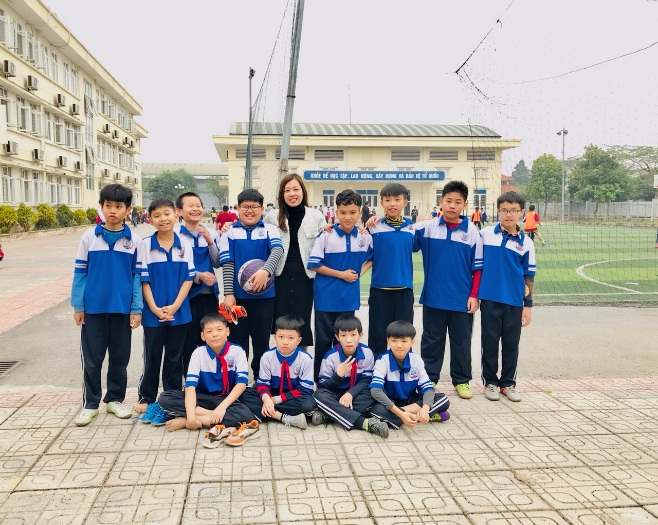 KHỎE ĐỂ HỌC TẬP, LAO ĐỘNG, XÂY DỰNG VÀ BẢO VỆ TỔ QUỐC